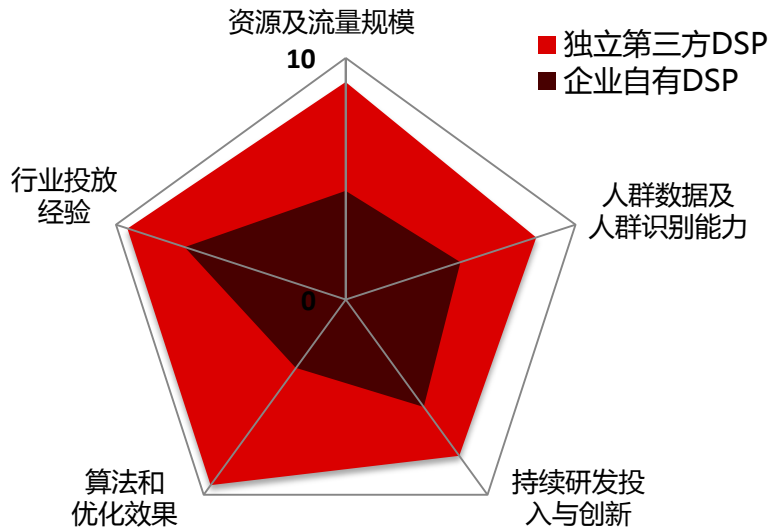 资源及流量规模
10
独立第三方DSP
企业自有DSP
行业投放
经验
人群数据及
人群识别能力
0
算法和
优化效果
持续研发投
入与创新